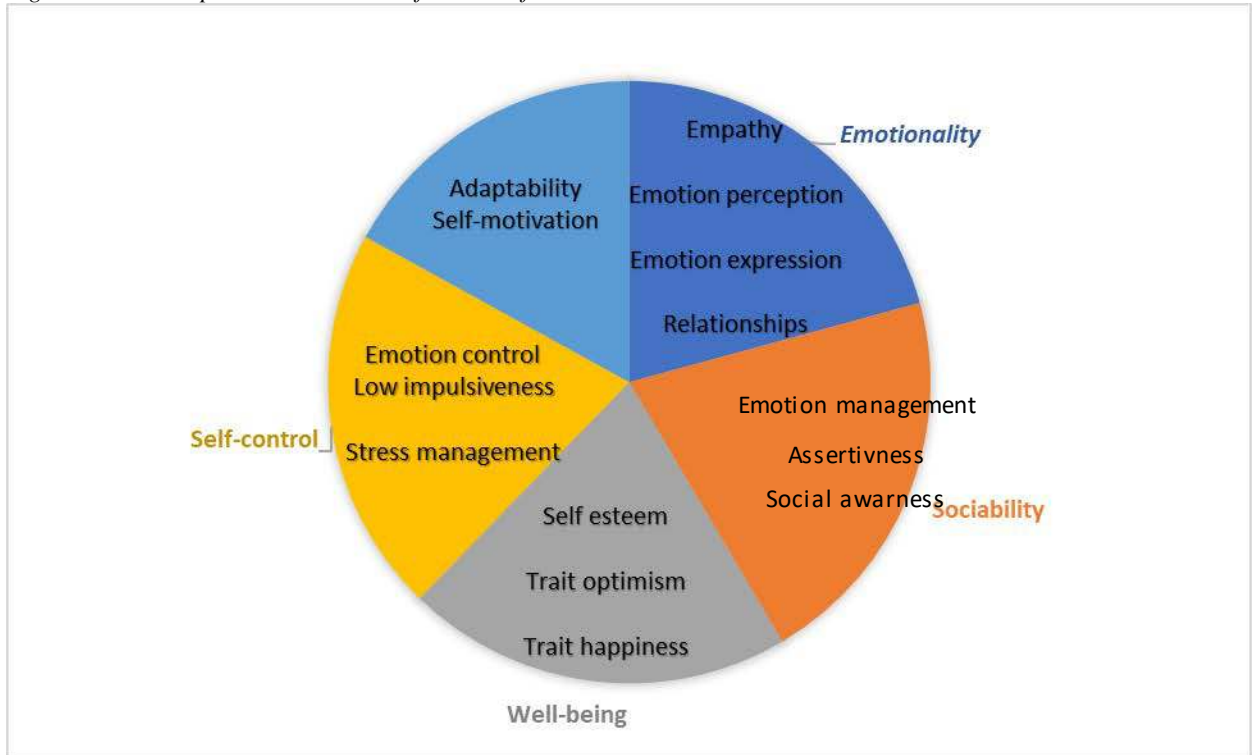 Empathy
Emotionality
Emotion perception
Emotion expression
Relationships
Adaptability
Self-motivation
Emotion control
Low impulsiveness
Stress management
Self-control
Emotion management
Assertivness
Social awarness
Sociability
Self esteem
Trait optimism
Trait happiness
Well-being